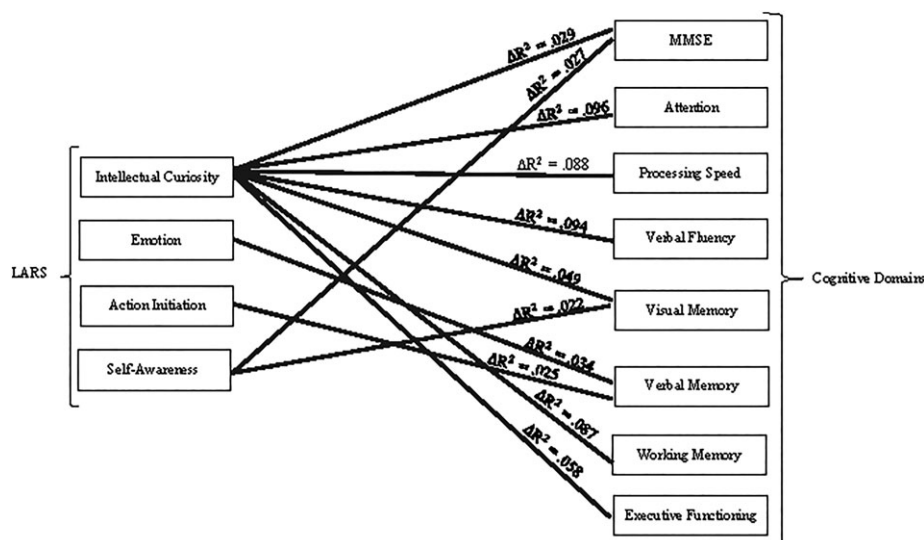 LARS
Intellectual Curiosity
Emotion
Action Initiation
Self-Awareness
ΔR² = .029
ΔR² = .027
ΔR² = .096
ΔR² = .088
ΔR² = .094
ΔR² = .049
ΔR² = .022
ΔR² = .034
ΔR² = .025
ΔR² = .087
ΔR² = .058
MMSE
Attention
Processing Speed
Verbal Fluency
Visual Memory
Verbal Memory
Working Memory
Executive Functioning
Cognitive Domains